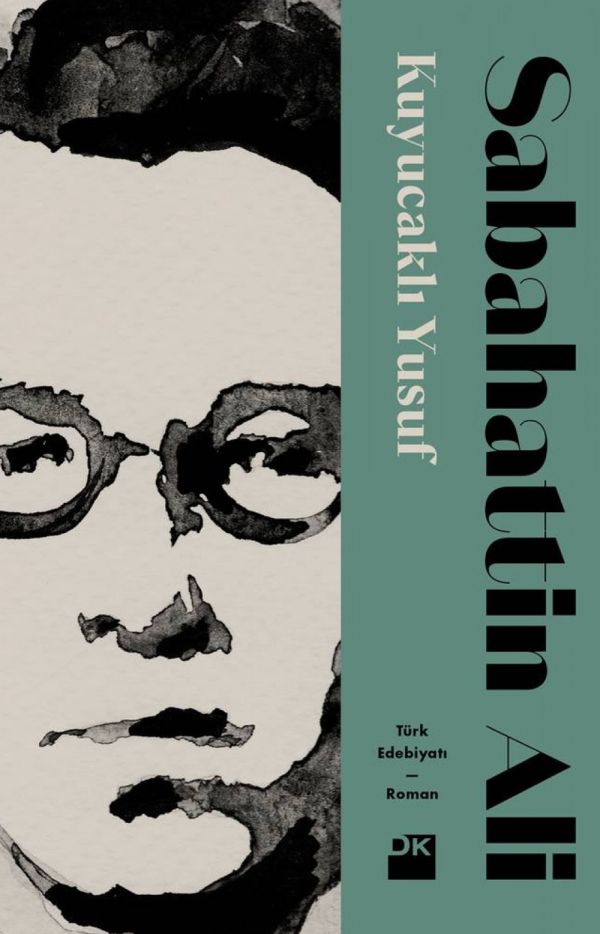 Sabahattin Ali
Kuyucaklı Yusuf
Türk
Edebiyatı
—
Roman
DK